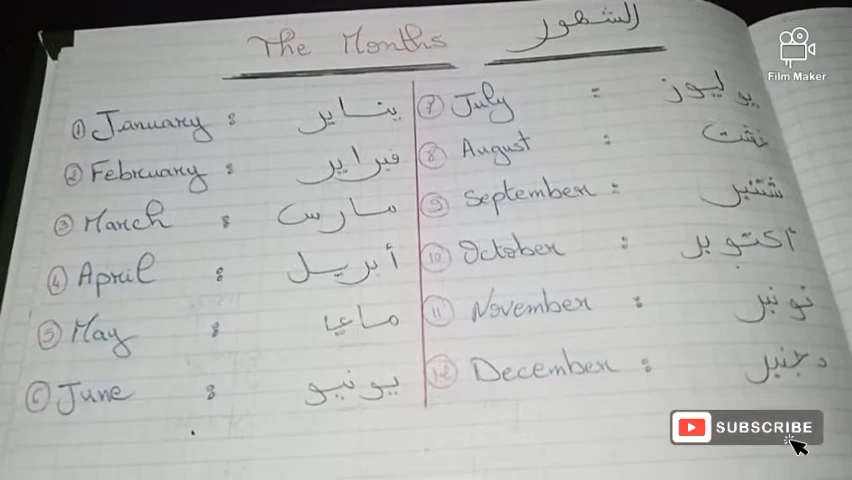 The Months الشهور
① January : يناير
② February : فبراير
③ March : مارس
④ April : أبريل
⑤ May : ماي
⑥ June : يونيو
⑦ July : يوليوز
⑧ August : غشت
⑨ September : شتنبر
⑩ October : أكتوبر
⑪ November : نونبر
⑫ December : دجنبر
Film Maker
SUBSCRIBE